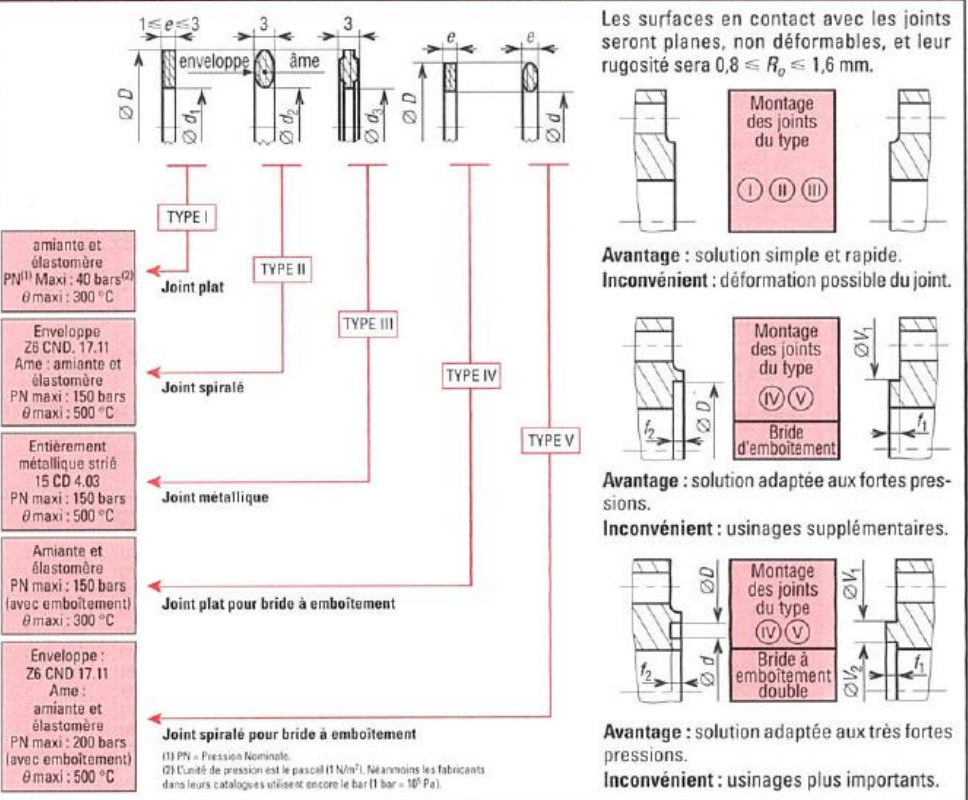 1≤e≤3
3
3
e
e
enveloppe
âme
Ø D
Ø d1
Ø d2
Ø d3
Ø D
Ø d
TYPE I
TYPE II
TYPE III
TYPE IV
TYPE V
amiante et
élastomère
PN(1) Maxi : 40 bars(2)
θ maxi : 300 °C
Joint plat
Enveloppe
Z6 CND, 17.11
Ame : amiante et
élastomère
PN maxi : 150 bars
θ maxi : 500 °C
Joint spiralé
Entièrement
métallique strié
15 CD 4.03
PN maxi : 150 bars
θ maxi : 500 °C
Joint métallique
Amiante et
élastomère
PN maxi : 150 bars
(avec emboîtement)
θ maxi : 300 °C
Joint plat pour bride à emboîtement
Enveloppe :
Z6 CND 17.11
Ame :
amiante et
élastomère
PN maxi : 200 bars
(avec emboîtement)
θ maxi : 500 °C
Joint spiralé pour bride à emboîtement
(1) PN = Pression Nominale.
(2) L'unité de pression est le pascal (1 N/m²). Néanmoins les fabricants
dans leurs catalogues utilisent encore le bar (1 bar = 10⁵ Pa).
Les surfaces en contact avec les joints
seront planes, non déformables, et leur
rugosité sera 0,8 ≤ Ra ≤ 1,6 mm.
Montage
des joints
du type
I II III
Avantage : solution simple et rapide.
Inconvénient : déformation possible du joint.
Montage
des joints
du type
IV V
Bride
d'emboîtement
f2
Ø D
ØV1
f1
Avantage : solution adaptée aux fortes pres-
sions.
Inconvénient : usinages supplémentaires.
Montage
des joints
du type
IV V
Bride à
emboîtement
double
f2
Ø d
ØD
ØV1
ØV2
f1
Avantage : solution adaptée aux très fortes
pressions.
Inconvénient : usinages plus importants.